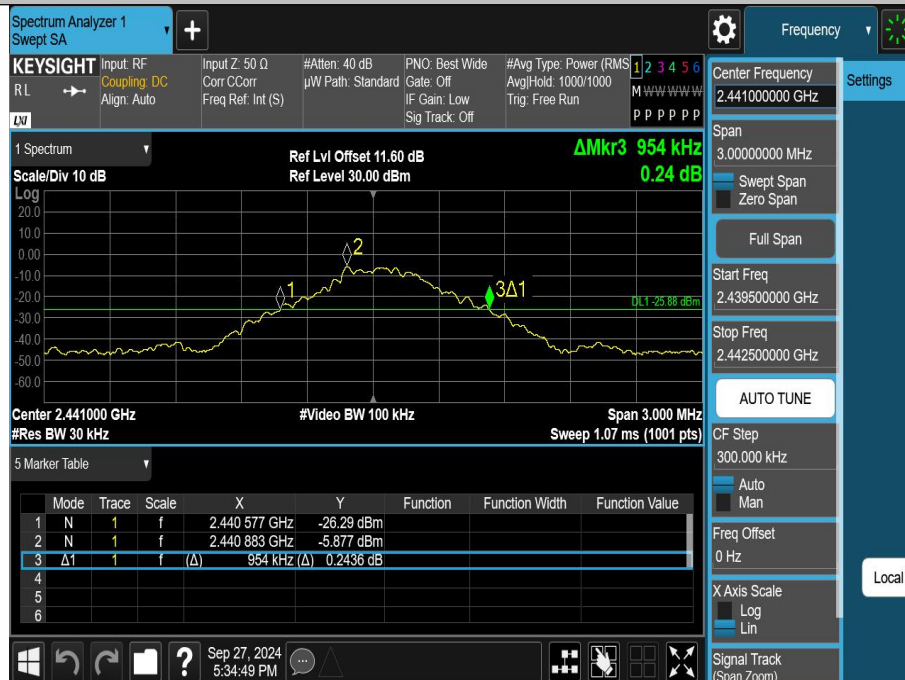 Spectrum Analyzer 1
Swept SA
+
Frequency
KEYSIGHT
RL
LXI
Input: RF
Coupling: DC
Align: Auto
Input Z: 50 Ω
Corr CCorr
Freq Ref: Int (S)
#Atten: 40 dB
µW Path: Standard
PNO: Best Wide
Gate: Off
IF Gain: Low
Sig Track: Off
#Avg Type: Power (RMS
Avg|Hold: 1000/1000
Trig: Free Run
1 2 3 4 5 6
M W W W W W
P P P P P P
1 Spectrum
Scale/Div 10 dB
Log
Ref Lvl Offset 11.60 dB
Ref Level 30.00 dBm
ΔMkr3 954 kHz
0.24 dB
20.0
10.0
0.00
-10.0
-20.0
-30.0
-40.0
-50.0
-60.0
1
2
3Δ1
DL1 -25.88 dBm
Center 2.441000 GHz
#Video BW 100 kHz
Span 3.000 MHz
#Res BW 30 kHz
Sweep 1.07 ms (1001 pts)
5 Marker Table
Mode Trace Scale X Y Function Function Width Function Value
1 N 1 f 2.440 577 GHz -26.29 dBm
2 N 1 f 2.440 883 GHz -5.877 dBm
3 Δ1 1 f (Δ) 954 kHz (Δ) 0.2436 dB
4
5
6
?
Sep 27, 2024
5:34:49 PM
Center Frequency
2.441000000 GHz
Span
3.00000000 MHz
Swept Span
Zero Span
Full Span
Start Freq
2.439500000 GHz
Stop Freq
2.442500000 GHz
AUTO TUNE
CF Step
300.000 kHz
Auto
Man
Freq Offset
0 Hz
X Axis Scale
Log
Lin
Signal Track
(Span Zoom)
Settings
Local